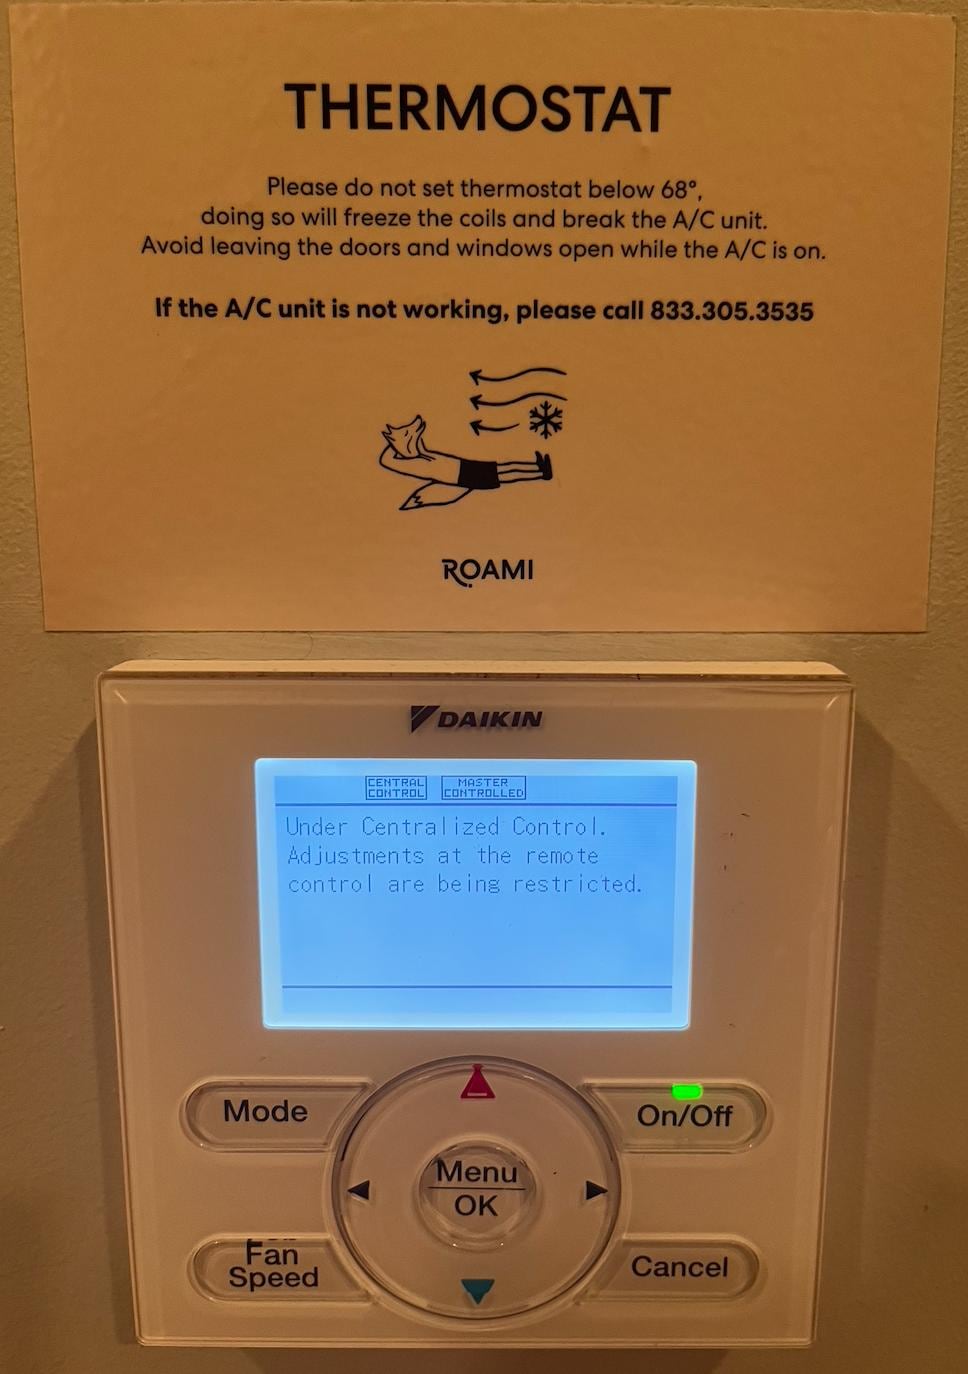 THERMOSTAT
Please do not set thermostat below 68°,
doing so will freeze the coils and break the A/C unit.
Avoid leaving the doors and windows open while the A/C is on.
If the A/C unit is not working, please call 833.305.3535
ROAMI
DAIKIN
CENTRAL CONTROL
MASTER CONTROLLED
Under Centralized Control.
Adjustments at the remote
control are being restricted.
Mode
On/Off
Menu
OK
Fan
Speed
Cancel